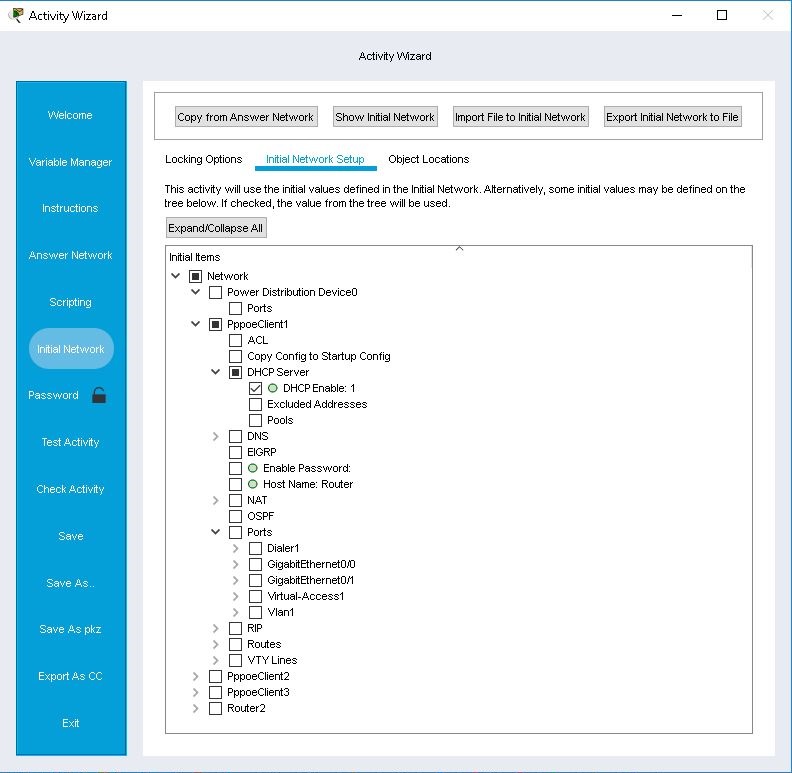 Activity Wizard
Activity Wizard
Welcome
Variable Manager
Instructions
Answer Network
Scripting
Initial Network
Password
Test Activity
Check Activity
Save
Save As..
Save As pkz
Export As CC
Exit
Copy from Answer Network
Show Initial Network
Import File to Initial Network
Export Initial Network to File
Locking Options
Initial Network Setup
Object Locations
This activity will use the initial values defined in the Initial Network. Alternatively, some initial values may be defined on the
tree below. If checked, the value from the tree will be used.
Expand/Collapse All
Initial Items
Network
Power Distribution Device0
Ports
PppoeClient1
ACL
Copy Config to Startup Config
DHCP Server
DHCP Enable: 1
Excluded Addresses
Pools
DNS
EIGRP
Enable Password:
Host Name: Router
NAT
OSPF
Ports
Dialer1
GigabitEthernet0/0
GigabitEthernet0/1
Virtual-Access1
Vlan1
RIP
Routes
VTY Lines
PppoeClient2
PppoeClient3
Router2